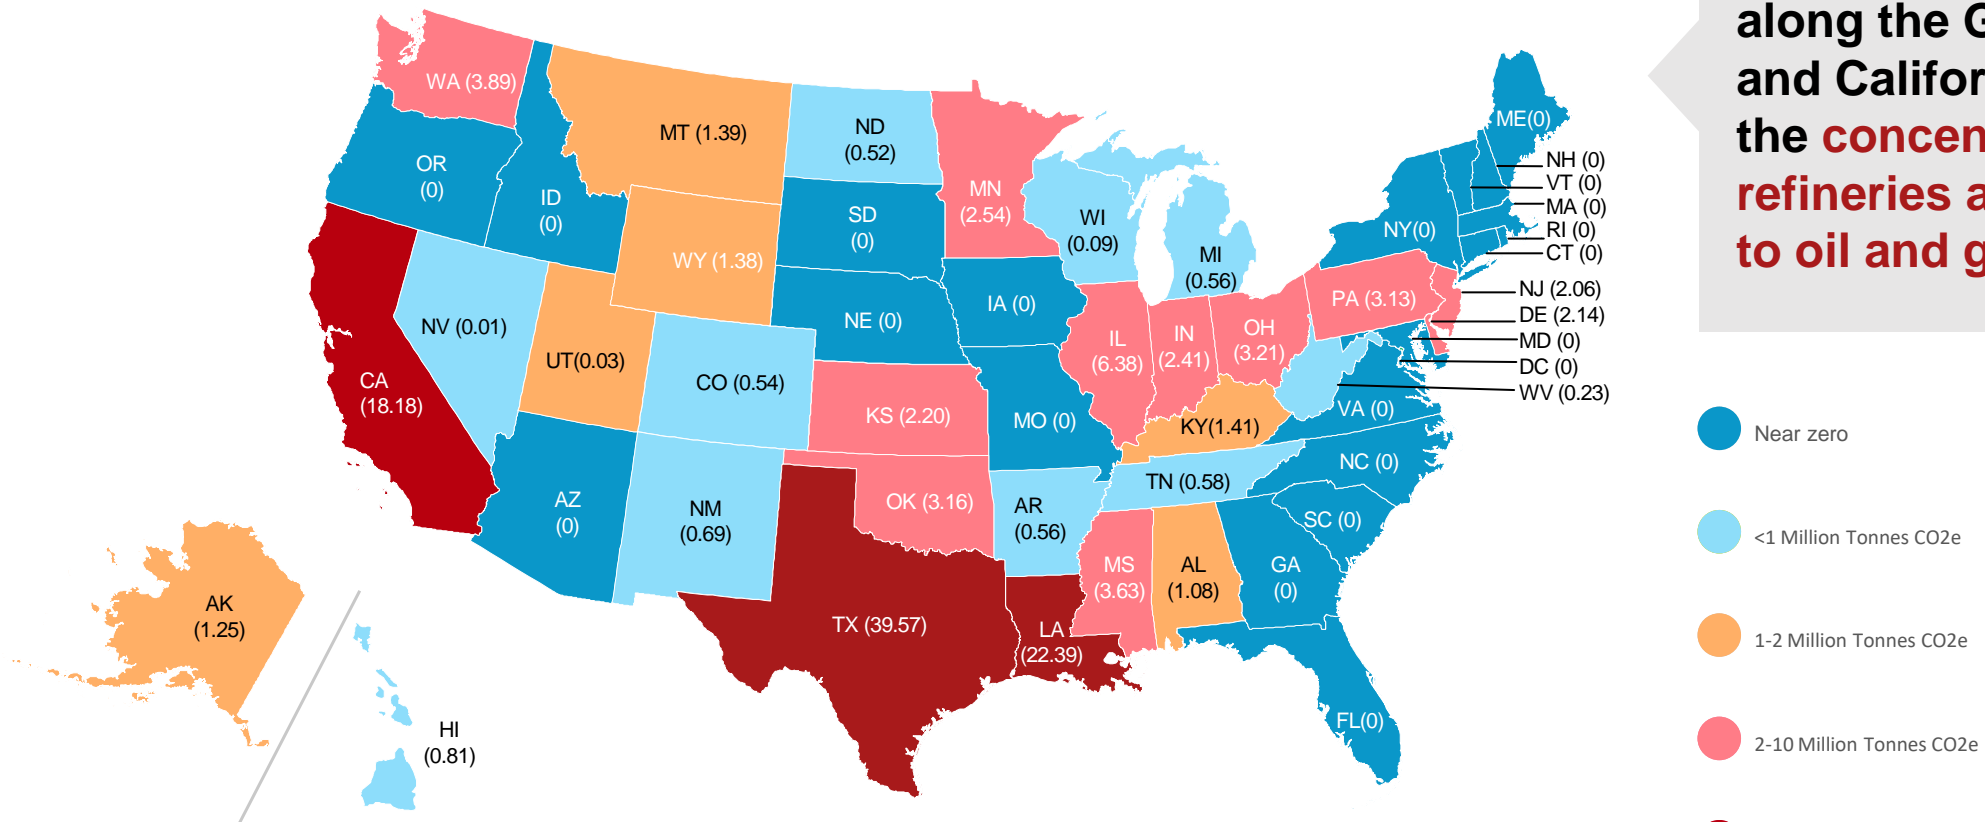 WA (3.89)
OR
(0)
ID
(0)
MT (1.39)
WY (1.38)
ND
(0.52)
SD
(0)
NE (0)
MN
(2.54)
IA (0)
WI
(0.09)
MI
(0.56)
CA
(18.18)
NV (0.01)
UT(0.03)
CO (0.54)
KS (2.20)
MO (0)
IL
(6.38)
IN
(2.41)
OH
(3.21)
KY(1.41)
TN (0.58)
AZ
(0)
NM
(0.69)
OK (3.16)
AR
(0.56)
TX (39.57)
LA
(22.39)
MS
(3.63)
AL
(1.08)
GA
(0)
FL(0)
SC (0)
NC (0)
VA (0)
PA (3.13)
NY(0)
ME(0)
NH (0)
VT (0)
MA (0)
RI (0)
CT (0)
NJ (2.06)
DE (2.14)
MD (0)
DC (0)
WV (0.23)
AK
(1.25)
HI
(0.81)
along the G
and Califor
the concen
refineries a
to oil and g
Near zero
<1 Million Tonnes CO2e
1-2 Million Tonnes CO2e
2-10 Million Tonnes CO2e